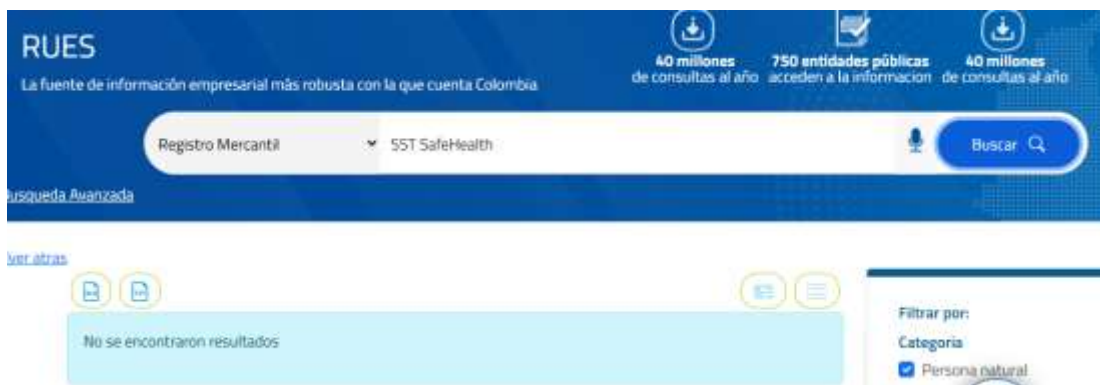 RUES
La fuente de información empresarial más robusta con la que cuenta Colombia
40 millones
de consultas al año
750 entidades públicas
acceden a la informacion
40 millones
de consultas al año
Registro Mercantil
SST SafeHealth
Buscar
usqueda Avanzada
lver atras
No se encontraron resultados
Filtrar por:
Categoria
Persona natural